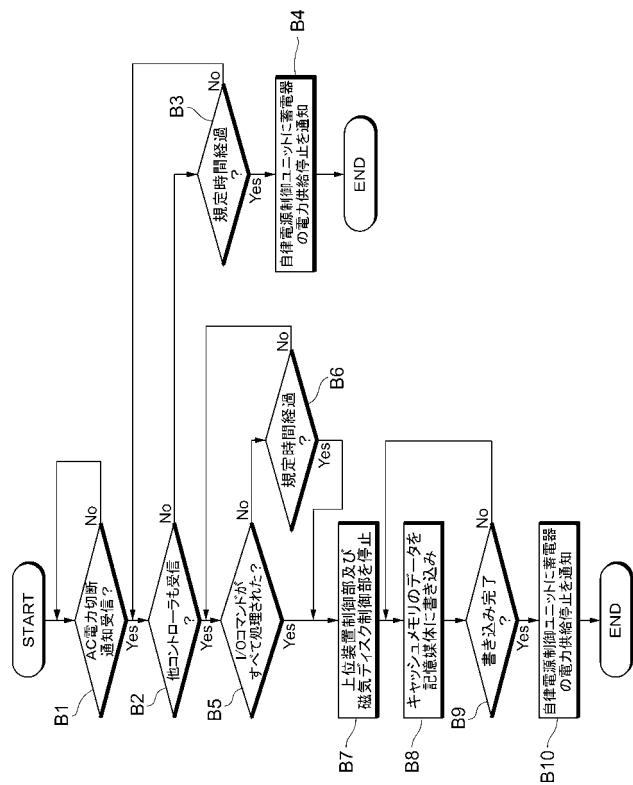 START
B1
AC電力切断
通知受信?
No
Yes
B2
他コントローラも受信
?
No
Yes
B3
規定時間経過
?
No
Yes
B4
自律電源制御ユニットに蓄電器
の電力供給停止を通知
END
B5
I/Oコマンドが
すべて処理された?
No
Yes
B6
規定時間経過
?
No
Yes
B7
上位装置制御部及び
磁気ディスク制御部を停止
B8
キャッシュメモリのデータを
記憶媒体に書き込み
B9
書き込み完了
?
No
Yes
B10
自律電源制御ユニットに蓄電器
の電力供給停止を通知
END